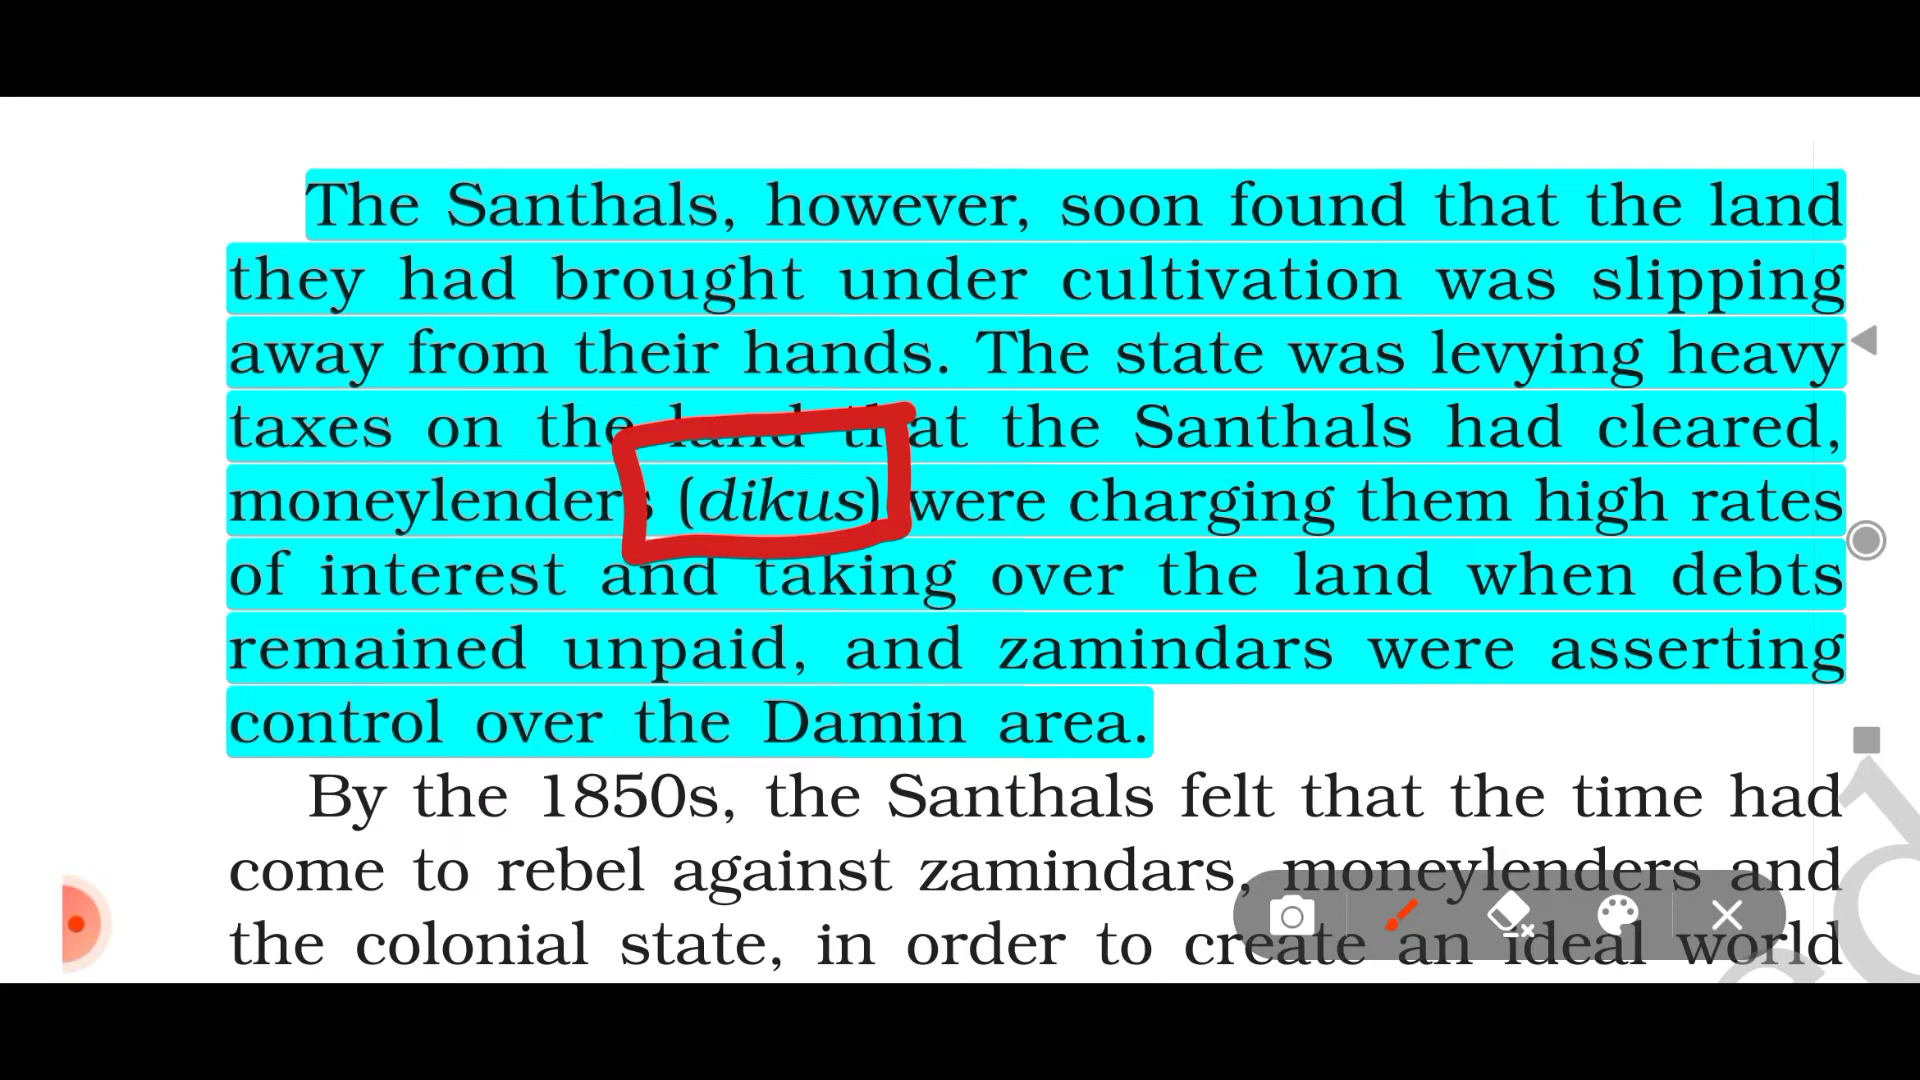 The Santhals, however, soon found that the land
they had brought under cultivation was slipping
away from their hands. The state was levying heavy
taxes on the land that the Santhals had cleared,
moneylenders (dikus) were charging them high rates
of interest and taking over the land when debts
remained unpaid, and zamindars were asserting
control over the Damin area.
By the 1850s, the Santhals felt that the time had
come to rebel against zamindars, moneylenders and
the colonial state, in order to create an ideal world